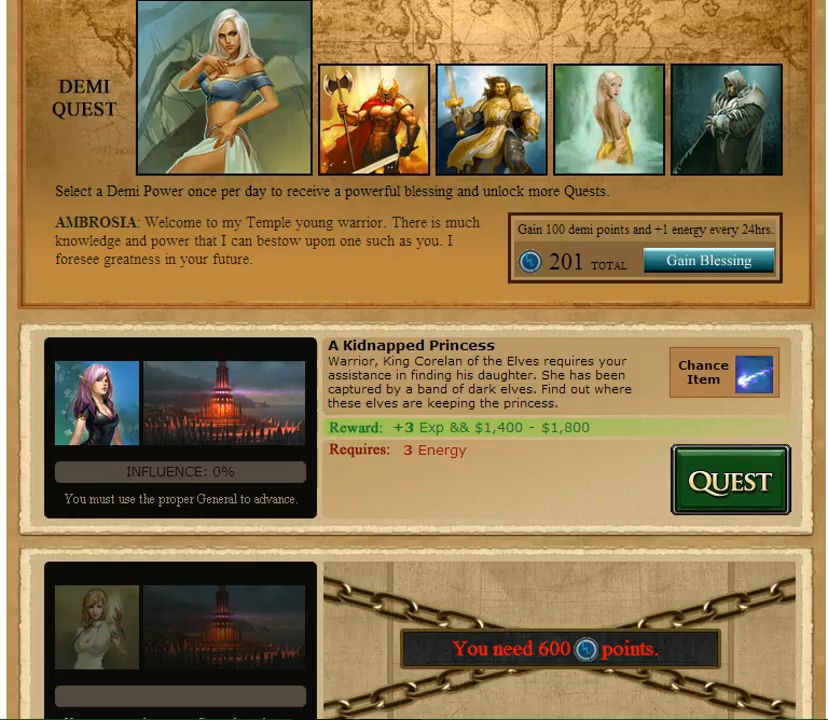 DEMI
QUEST
Select a Demi Power once per day to receive a powerful blessing and unlock more Quests.
AMBROSIA: Welcome to my Temple young warrior. There is much
knowledge and power that I can bestow upon one such as you. I
foresee greatness in your future.
Gain 100 demi points and +1 energy every 24hrs.
201 TOTAL
Gain Blessing
A Kidnapped Princess
Warrior, King Corelan of the Elves requires your
assistance in finding his daughter. She has been
captured by a band of dark elves. Find out where
these elves are keeping the princess.
Chance
Item
Reward: +3 Exp && $1,400 - $1,800
Requires: 3 Energy
INFLUENCE: 0%
You must use the proper General to advance.
QUEST
You need 600 points.